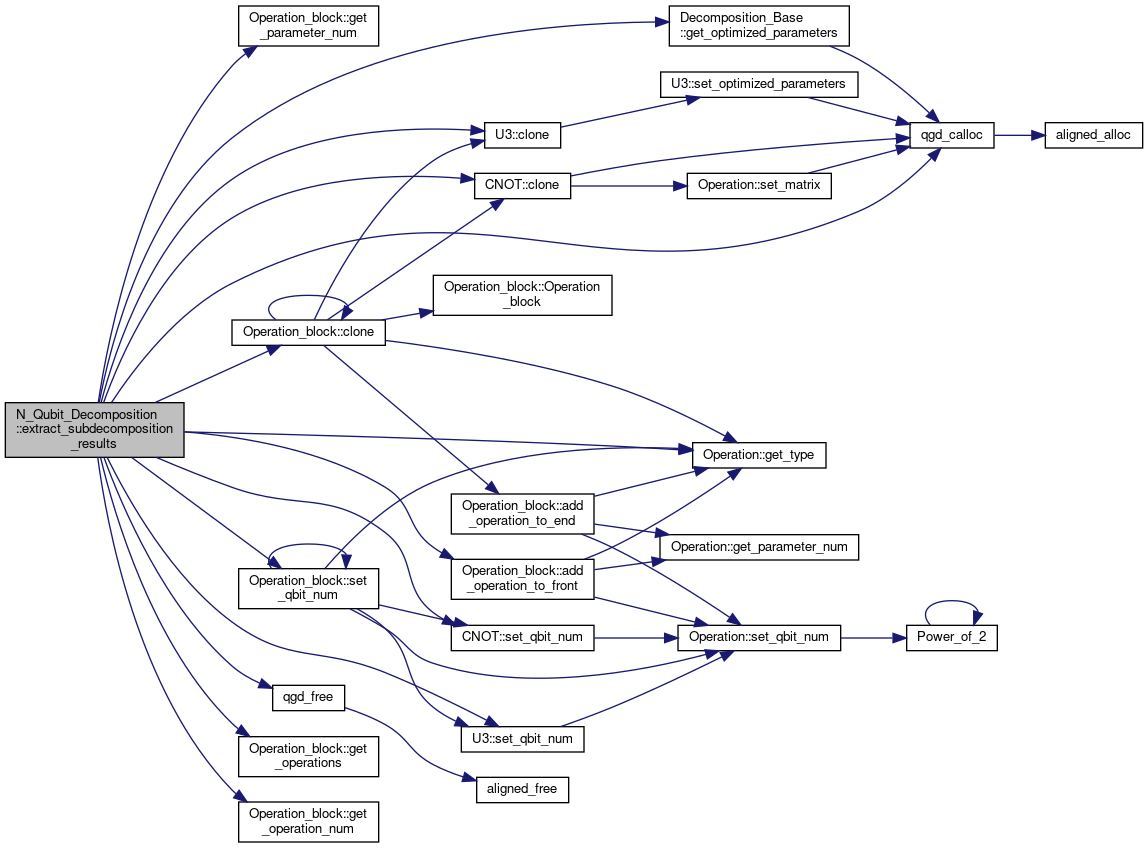 Operation_block::get
_parameter_num
Decomposition_Base
::get_optimized_parameters
U3::set_optimized_parameters
U3::clone
qgd_calloc
aligned_alloc
CNOT::clone
Operation::set_matrix
Operation_block::Operation
_block
Operation_block::clone
N_Qubit_Decomposition
::extract_subdecomposition
_results
Operation::get_type
Operation_block::add
_operation_to_end
Operation::get_parameter_num
Operation_block::add
_operation_to_front
Operation_block::set
_qbit_num
CNOT::set_qbit_num
Operation::set_qbit_num
Power_of_2
qgd_free
U3::set_qbit_num
Operation_block::get
_operations
aligned_free
Operation_block::get
_operation_num